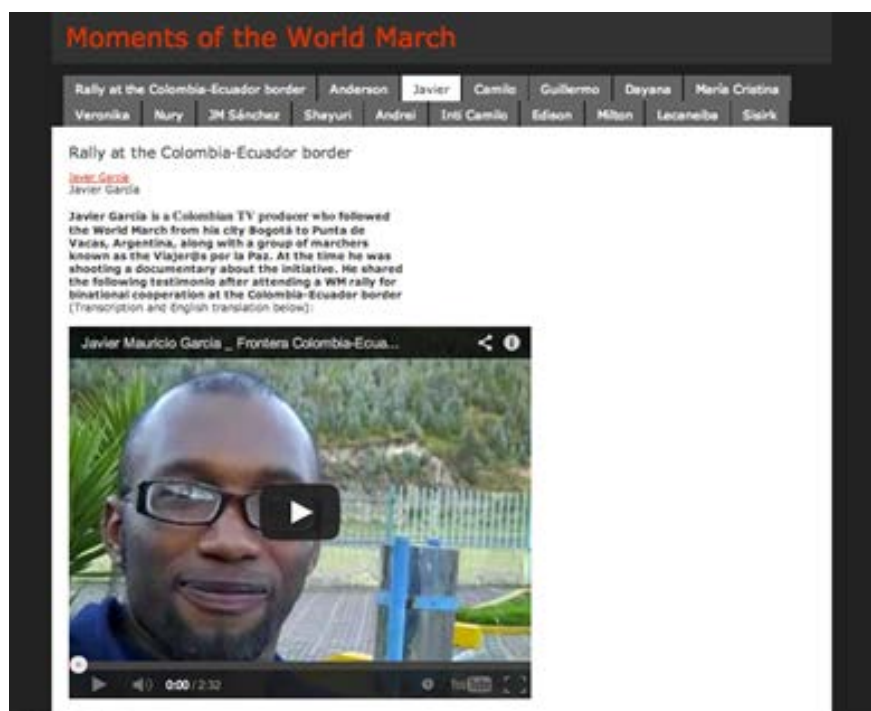 Moments of the World March
Rally at the Colombia-Ecuador border Anderson Javier Camilo Guillermo Dayana María Cristina
Veronika Nury JM Sánchez Shayuri Andrei Inti Camilo Edison Milton Lecaneiba Sisirk
Rally at the Colombia-Ecuador border
Javier García
Javier García
Javier García is a Colombian TV producer who followed
the World March from his city Bogotá to Punta de
Vacas, Argentina, along with a group of marchers
known as the Viajer@s por la Paz. At the time he was
shooting a documentary about the initiative. He shared
the following testimonio after attending a WM rally for
binational cooperation at the Colombia-Ecuador border
(Transcription and English translation below):
Javier Mauricio Garcia _ Frontera Colombia-Ecua...
0:00 / 2:32
YouTube